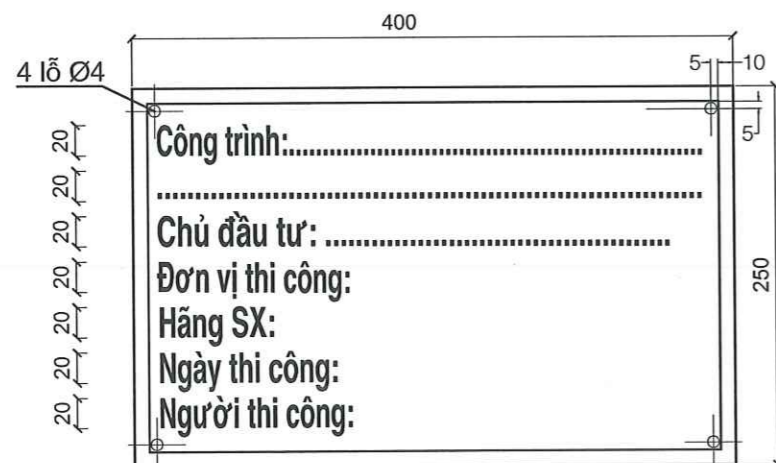 400
4 lỗ Ø4
5 10
5
20 Công trình:..........................................................
20 ..............................................................................
20 Chủ đầu tư: .................................................
20 Đơn vị thi công:
250
20 Hãng SX:
20 Ngày thi công:
20 Người thi công: